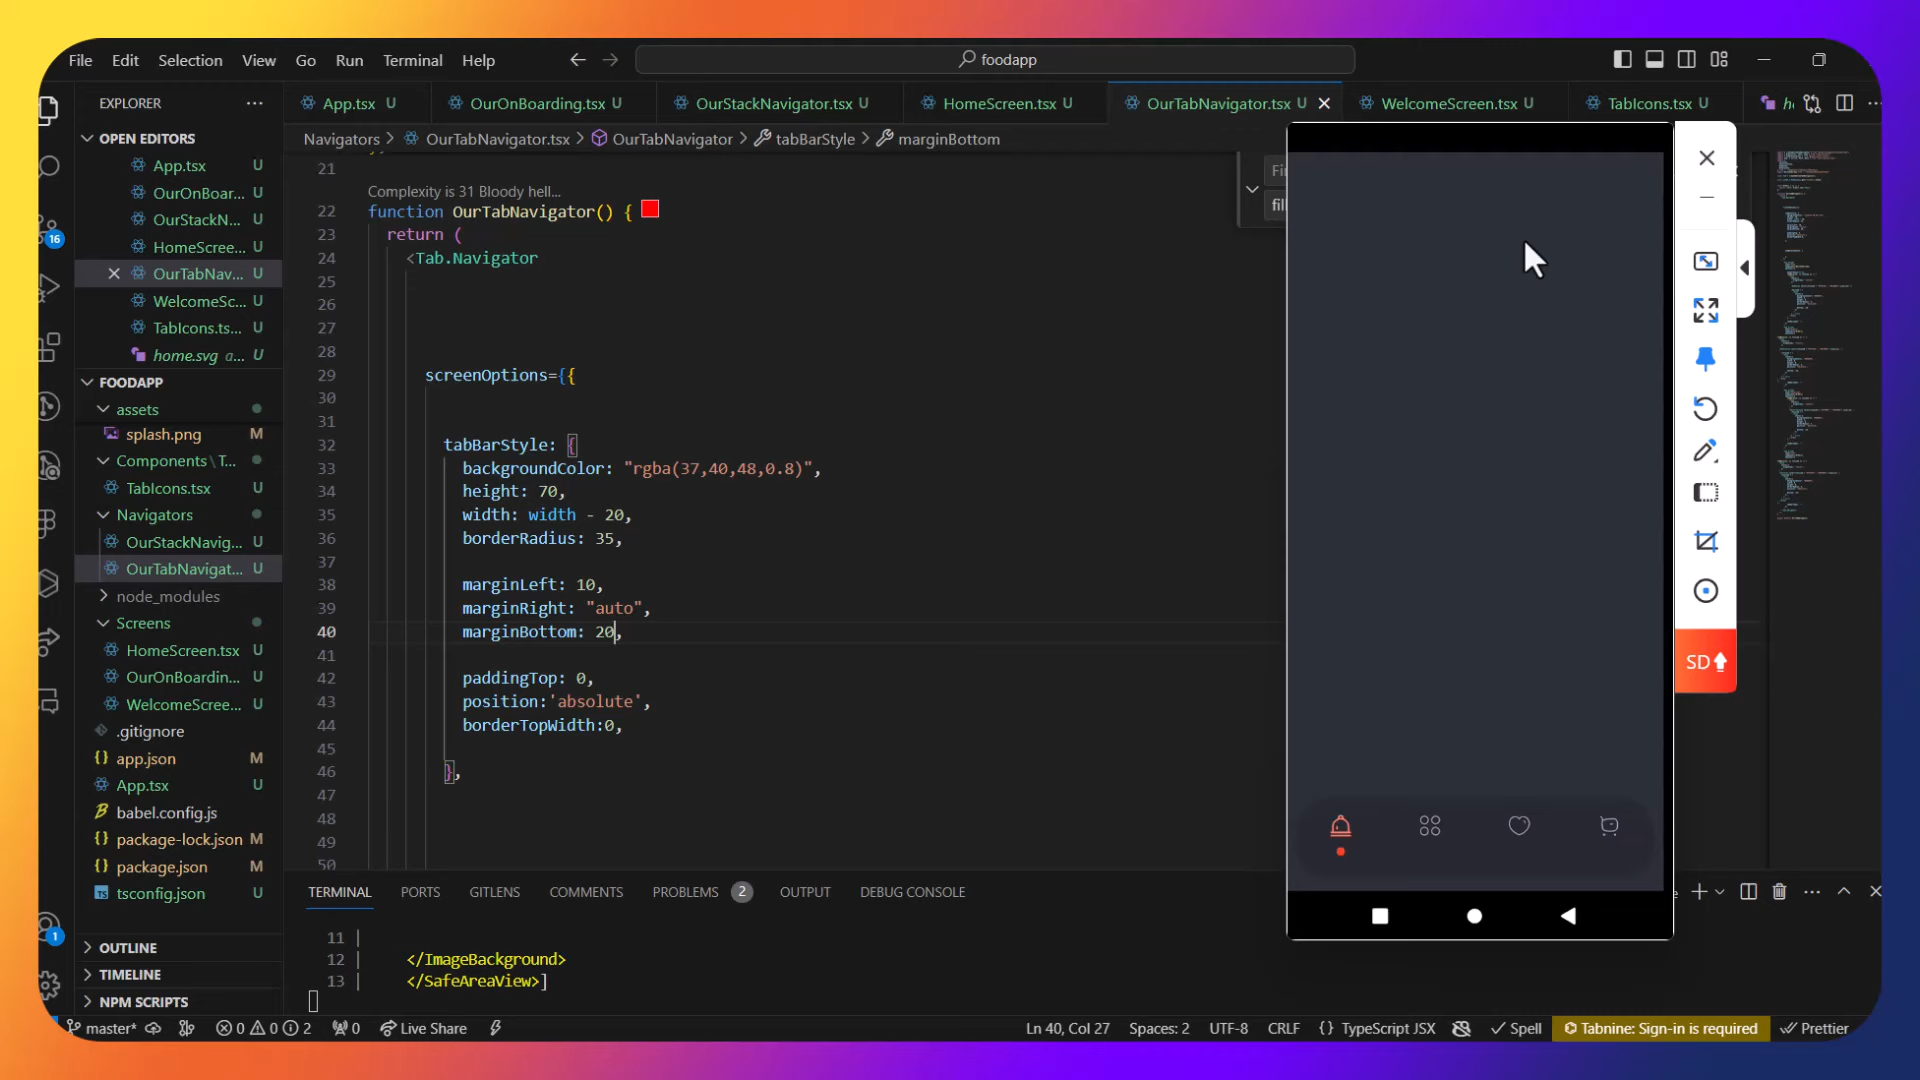 File Edit Selection View Go Run Terminal Help
foodapp
EXPLORER
App.tsx U
OurOnBoarding.tsx U
OurStackNavigator.tsx U
HomeScreen.tsx U
OurTabNavigator.tsx U
WelcomeScreen.tsx U
TabIcons.tsx U
Navigators > OurTabNavigator.tsx > OurTabNavigator > tabBarStyle > marginBottom
OPEN EDITORS
App.tsx U
OurOnBoar... U
OurStackN... U
HomeScree... U
OurTabNav... U
WelcomeSc... U
TabIcons.ts... U
home.svg a... U
FOODAPP
assets
splash.png M
Components\T...
TabIcons.tsx U
Navigators
OurStackNavig... U
OurTabNavigat... U
node_modules
Screens
HomeScreen.tsx U
OurOnBoardin... U
WelcomeScree... U
.gitignore
app.json M
App.tsx U
babel.config.js
package-lock.json M
package.json M
tsconfig.json U
OUTLINE
TIMELINE
NPM SCRIPTS
16
1
21
Complexity is 31 Bloody hell...
22 function OurTabNavigator() {
23 return (
24 <Tab.Navigator
25
26
27
28
29 screenOptions={{
30
31
32 tabBarStyle: {
33 backgroundColor: "rgba(37,40,48,0.8)",
34 height: 70,
35 width: width - 20,
36 borderRadius: 35,
37
38 marginLeft: 10,
39 marginRight: "auto",
40 marginBottom: 20,
41
42 paddingTop: 0,
43 position:'absolute',
44 borderTopWidth:0,
45
46 },
47
48
49
50
SD
TERMINAL PORTS GITLENS COMMENTS PROBLEMS 2 OUTPUT DEBUG CONSOLE
11 |
12 | </ImageBackground>
13 | </SafeAreaView>]
master* 0 0 2 0 Live Share Ln 40, Col 27 Spaces: 2 UTF-8 CRLF {} TypeScript JSX Spell Tabnine: Sign-in is required Prettier